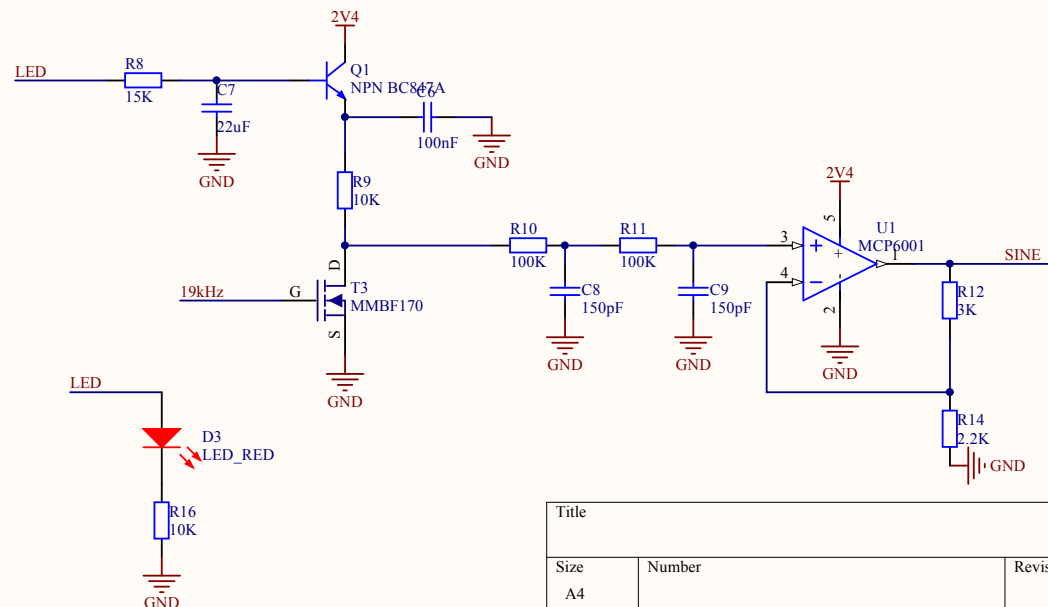 2V4
LED
R8
15K
C7
22uF
GND
Q1
NPN BC847A
C6
100nF
GND
R9
10K
19kHz
G
D
S
T3
MMBF170
GND
R10
100K
C8
150pF
GND
R11
100K
C9
150pF
GND
2V4
5
3
4
+
−
+
-
2
1
U1
MCP6001
GND
SINE
R12
3K
R14
2.2K
GND
LED
D3
LED_RED
R16
10K
GND
Title
Size
Number
Revis
A4